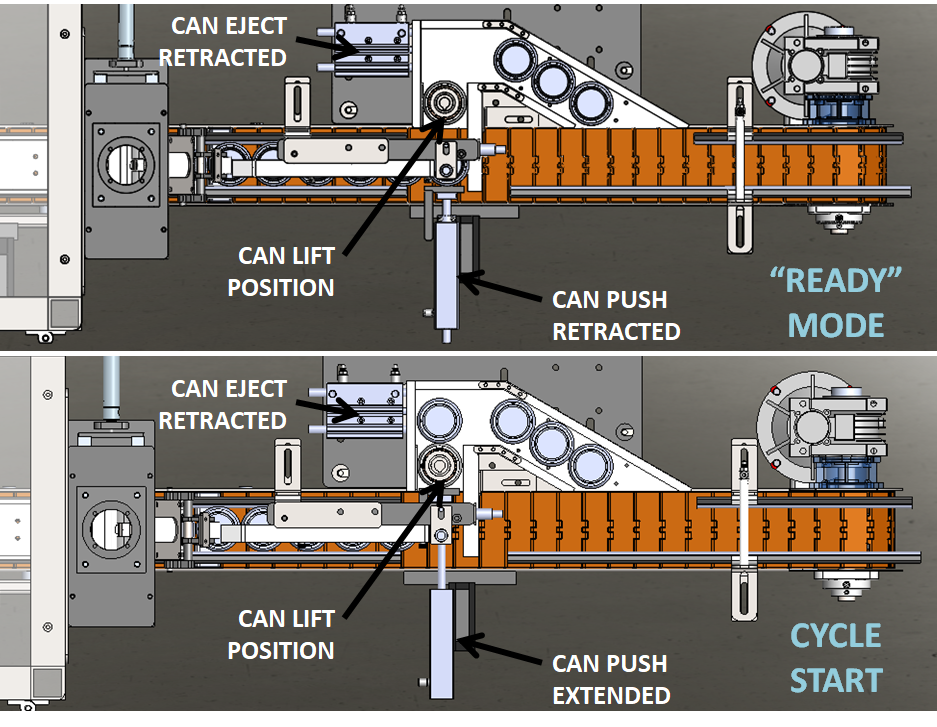 CAN EJECT
RETRACTED
CAN LIFT
POSITION
CAN PUSH
RETRACTED
“READY”
MODE
CAN EJECT
RETRACTED
CAN LIFT
POSITION
CAN PUSH
EXTENDED
CYCLE
START